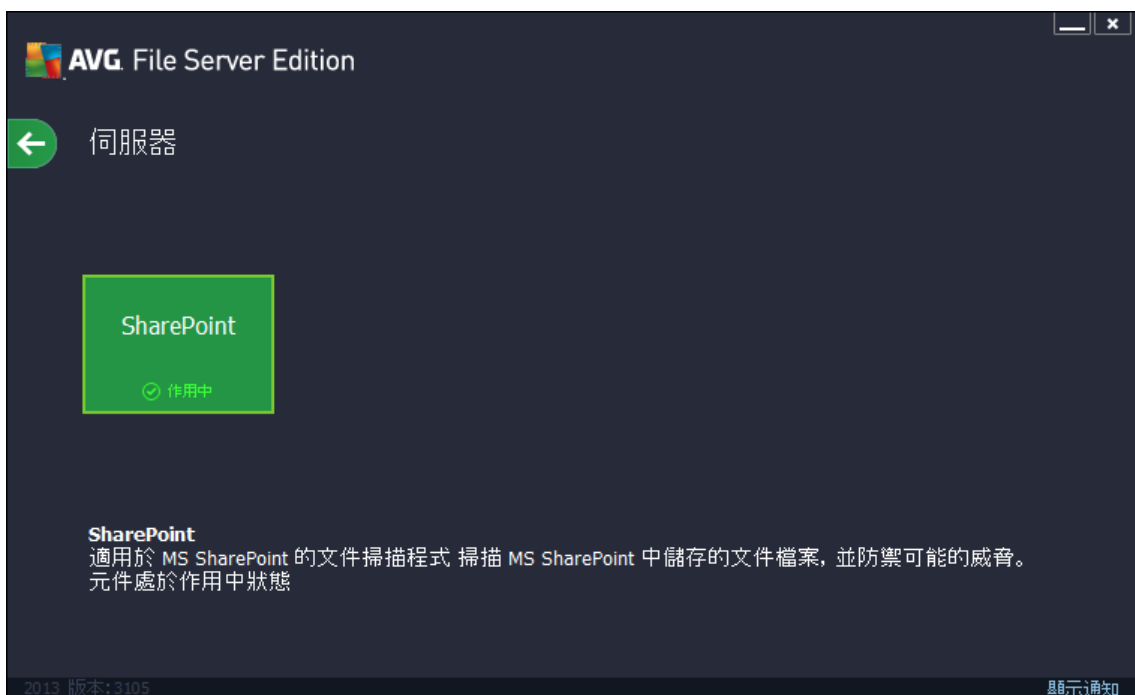 AVG. File Server Edition
伺服器
SharePoint
作用中
SharePoint
適用於 MS SharePoint 的文件掃描程式 掃描 MS SharePoint 中儲存的文件檔案, 並防禦可能的威脅。
元件處於作用中狀態
2013 版本:3105
顯示通知